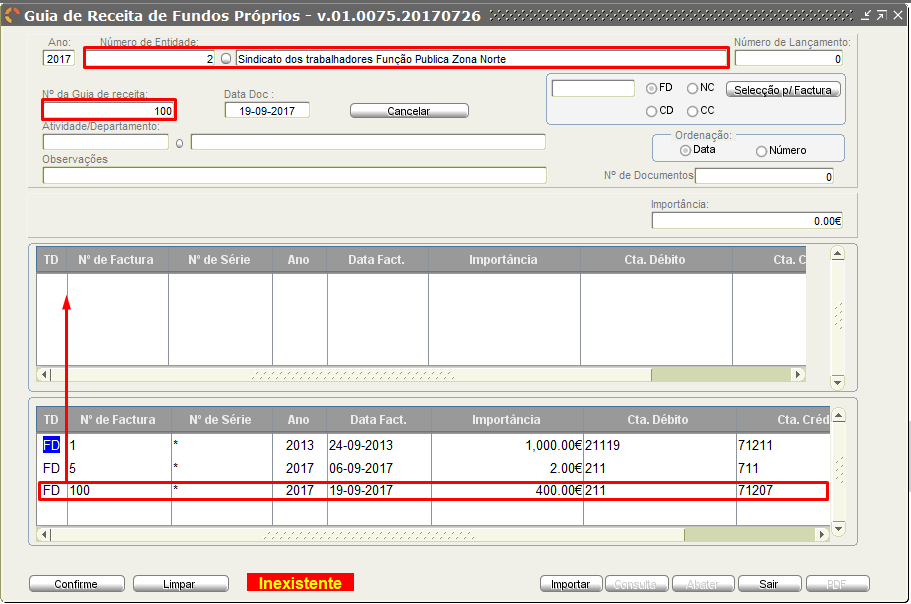 Guia de Receita de Fundos Próprios - v.01.0075.20170726
Ano: Número de Entidade: Número de Lançamento:
2017 2 Sindicato dos trabalhadores Função Publica Zona Norte 0
Nº da Guia de receita: Data Doc : FD NC Selecção p/ Factura
100 19-09-2017 Cancelar CD CC
Atividade/Departamento: Ordenação:
Data Número
Observações
Nº de Documentos 0
Importância:
0.00€
TD Nº de Factura Nº de Série Ano Data Fact. Importância Cta. Débito Cta. C
TD Nº de Factura Nº de Série Ano Data Fact. Importância Cta. Débito Cta. Créd
FD 1 * 2013 24-09-2013 1,000.00€ 21119 71211
FD 5 * 2017 06-09-2017 2.00€ 211 711
FD 100 * 2017 19-09-2017 400.00€ 211 71207
Confirme Limpar Inexistente Importar Consulta Abater Sair PDF